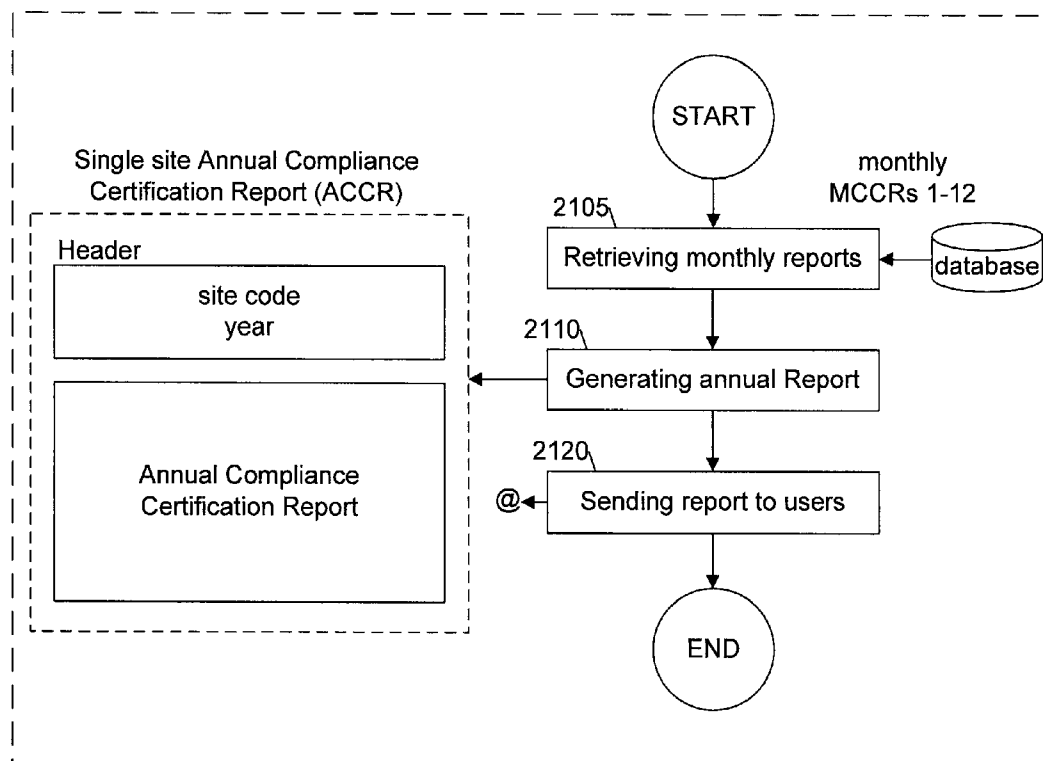 START
Single site Annual Compliance
Certification Report (ACCR)
monthly
MCCRs 1-12
2105
Header
Retrieving monthly reports
database
site code
year
2110
Generating annual Report
2120
Annual Compliance
Certification Report
@
Sending report to users
END